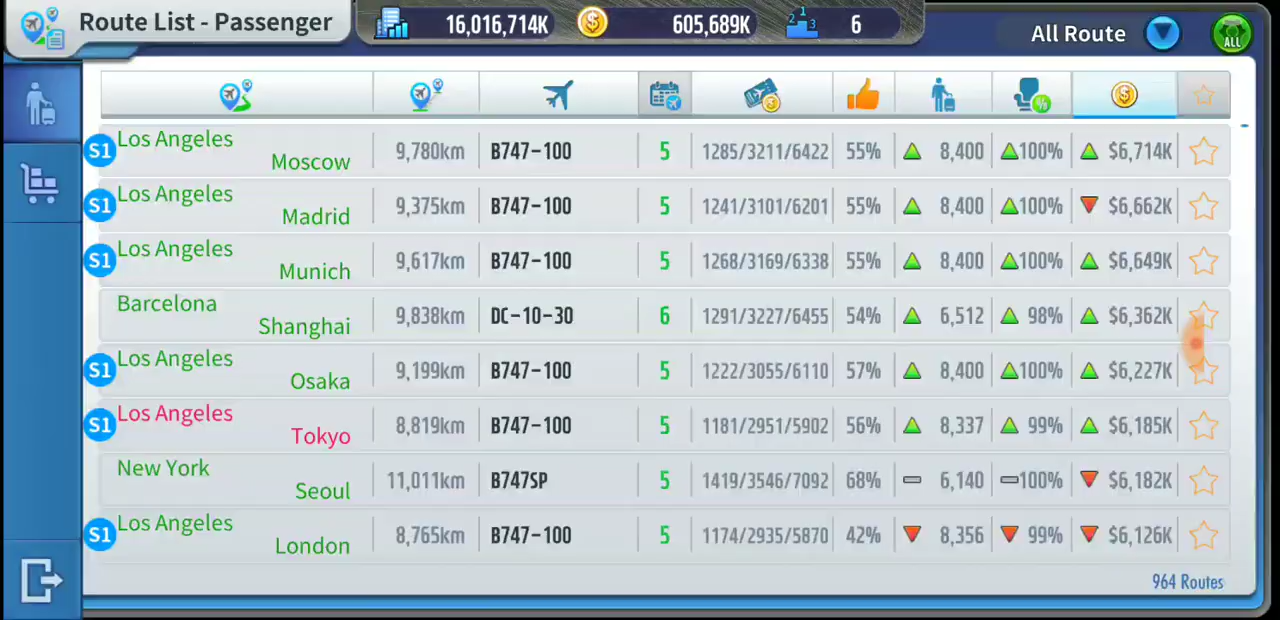 Route List - Passenger
16,016,714K
605,689K
2 1 3
6
All Route
ALL
S1 Los Angeles Moscow 9,780km B747-100 5 1285/3211/6422 55% 8,400 100% $6,714K
S1 Los Angeles Madrid 9,375km B747-100 5 1241/3101/6201 55% 8,400 100% $6,662K
S1 Los Angeles Munich 9,617km B747-100 5 1268/3169/6338 55% 8,400 100% $6,649K
Barcelona Shanghai 9,838km DC-10-30 6 1291/3227/6455 54% 6,512 98% $6,362K
S1 Los Angeles Osaka 9,199km B747-100 5 1222/3055/6110 57% 8,400 100% $6,227K
S1 Los Angeles Tokyo 8,819km B747-100 5 1181/2951/5902 56% 8,337 99% $6,185K
New York Seoul 11,011km B747SP 5 1419/3546/7092 68% 6,140 100% $6,182K
S1 Los Angeles London 8,765km B747-100 5 1174/2935/5870 42% 8,356 99% $6,126K
964 Routes